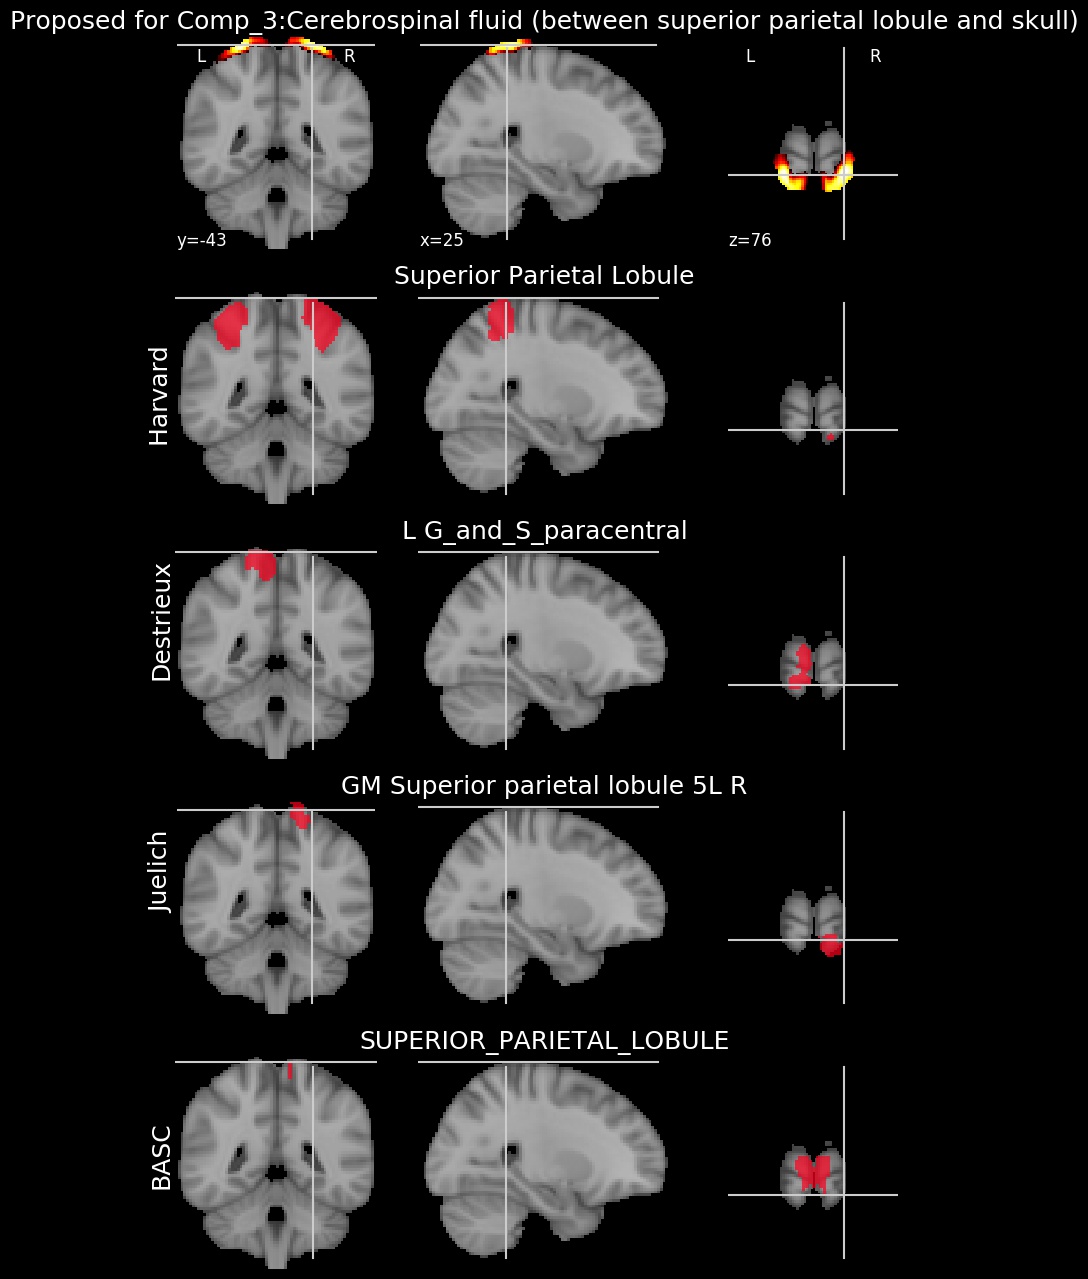 Proposed for Comp_3:Cerebrospinal fluid (between superior parietal lobule and skull)
L R
L R
y=-43
x=25
z=76
Superior Parietal Lobule
Harvard
L G_and_S_paracentral
Destrieux
GM Superior parietal lobule 5L R
Juelich
SUPERIOR_PARIETAL_LOBULE
BASC